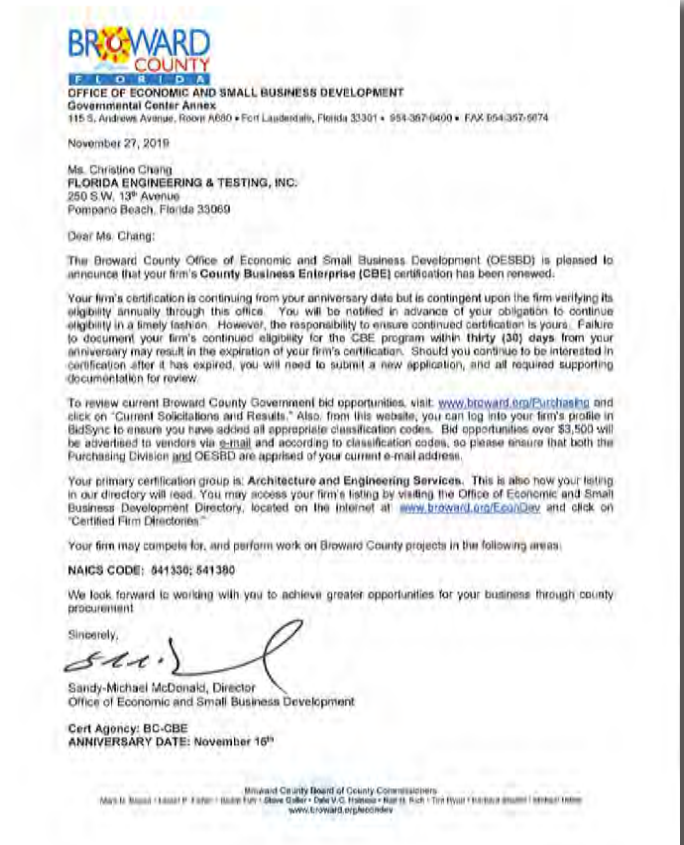 BROWARD
COUNTY
FLORIDA
OFFICE OF ECONOMIC AND SMALL BUSINESS DEVELOPMENT
Governmental Center Annex
115 S. Andrews Avenue, Room A680 • Fort Lauderdale, Florida 33301 • 954-357-6400 • FAX 954-357-5674
November 27, 2019
Ms. Christine Chang
FLORIDA ENGINEERING & TESTING, INC.
250 S.W. 13th Avenue
Pompano Beach, Florida 33069
Dear Ms. Chang:
The Broward County Office of Economic and Small Business Development (OESBD) is pleased to
announce that your firm's County Business Enterprise (CBE) certification has been renewed.
Your firm's certification is continuing from your anniversary date but is contingent upon the firm verifying its
eligibility annually through this office. You will be notified in advance of your obligation to continue
eligibility in a timely fashion. However, the responsibility to ensure continued certification is yours. Failure
to document your firm's continued eligibility for the CBE program within thirty (30) days from your
anniversary may result in the expiration of your firm's certification. Should you continue to be interested in
certification after it has expired, you will need to submit a new application, and all required supporting
documentation for review.
To review current Broward County Government bid opportunities, visit: www.broward.org/Purchasing and
click on "Current Solicitations and Results." Also, from this website, you can log into your firm's profile in
BidSync to ensure you have added all appropriate classification codes. Bid opportunities over $3,500 will
be advertised to vendors via e-mail and according to classification codes, so please ensure that both the
Purchasing Division and OESBD are apprised of your current e-mail address.
Your primary certification group is: Architecture and Engineering Services. This is also how your listing
in our directory will read. You may access your firm's listing by visiting the Office of Economic and Small
Business Development Directory, located on the internet at: www.broward.org/EconDev and click on
"Certified Firm Directories."
Your firm may compete for, and perform work on Broward County projects in the following areas:
NAICS CODE: 541330; 541380
We look forward to working with you to achieve greater opportunities for your business through county
procurement
Sincerely,
Sandy-Michael McDonald, Director
Office of Economic and Small Business Development
Cert Agency: BC-CBE
ANNIVERSARY DATE: November 16th
Broward County Board of County Commissioners
Dale V.C. Holness
www.broward.org/econdev